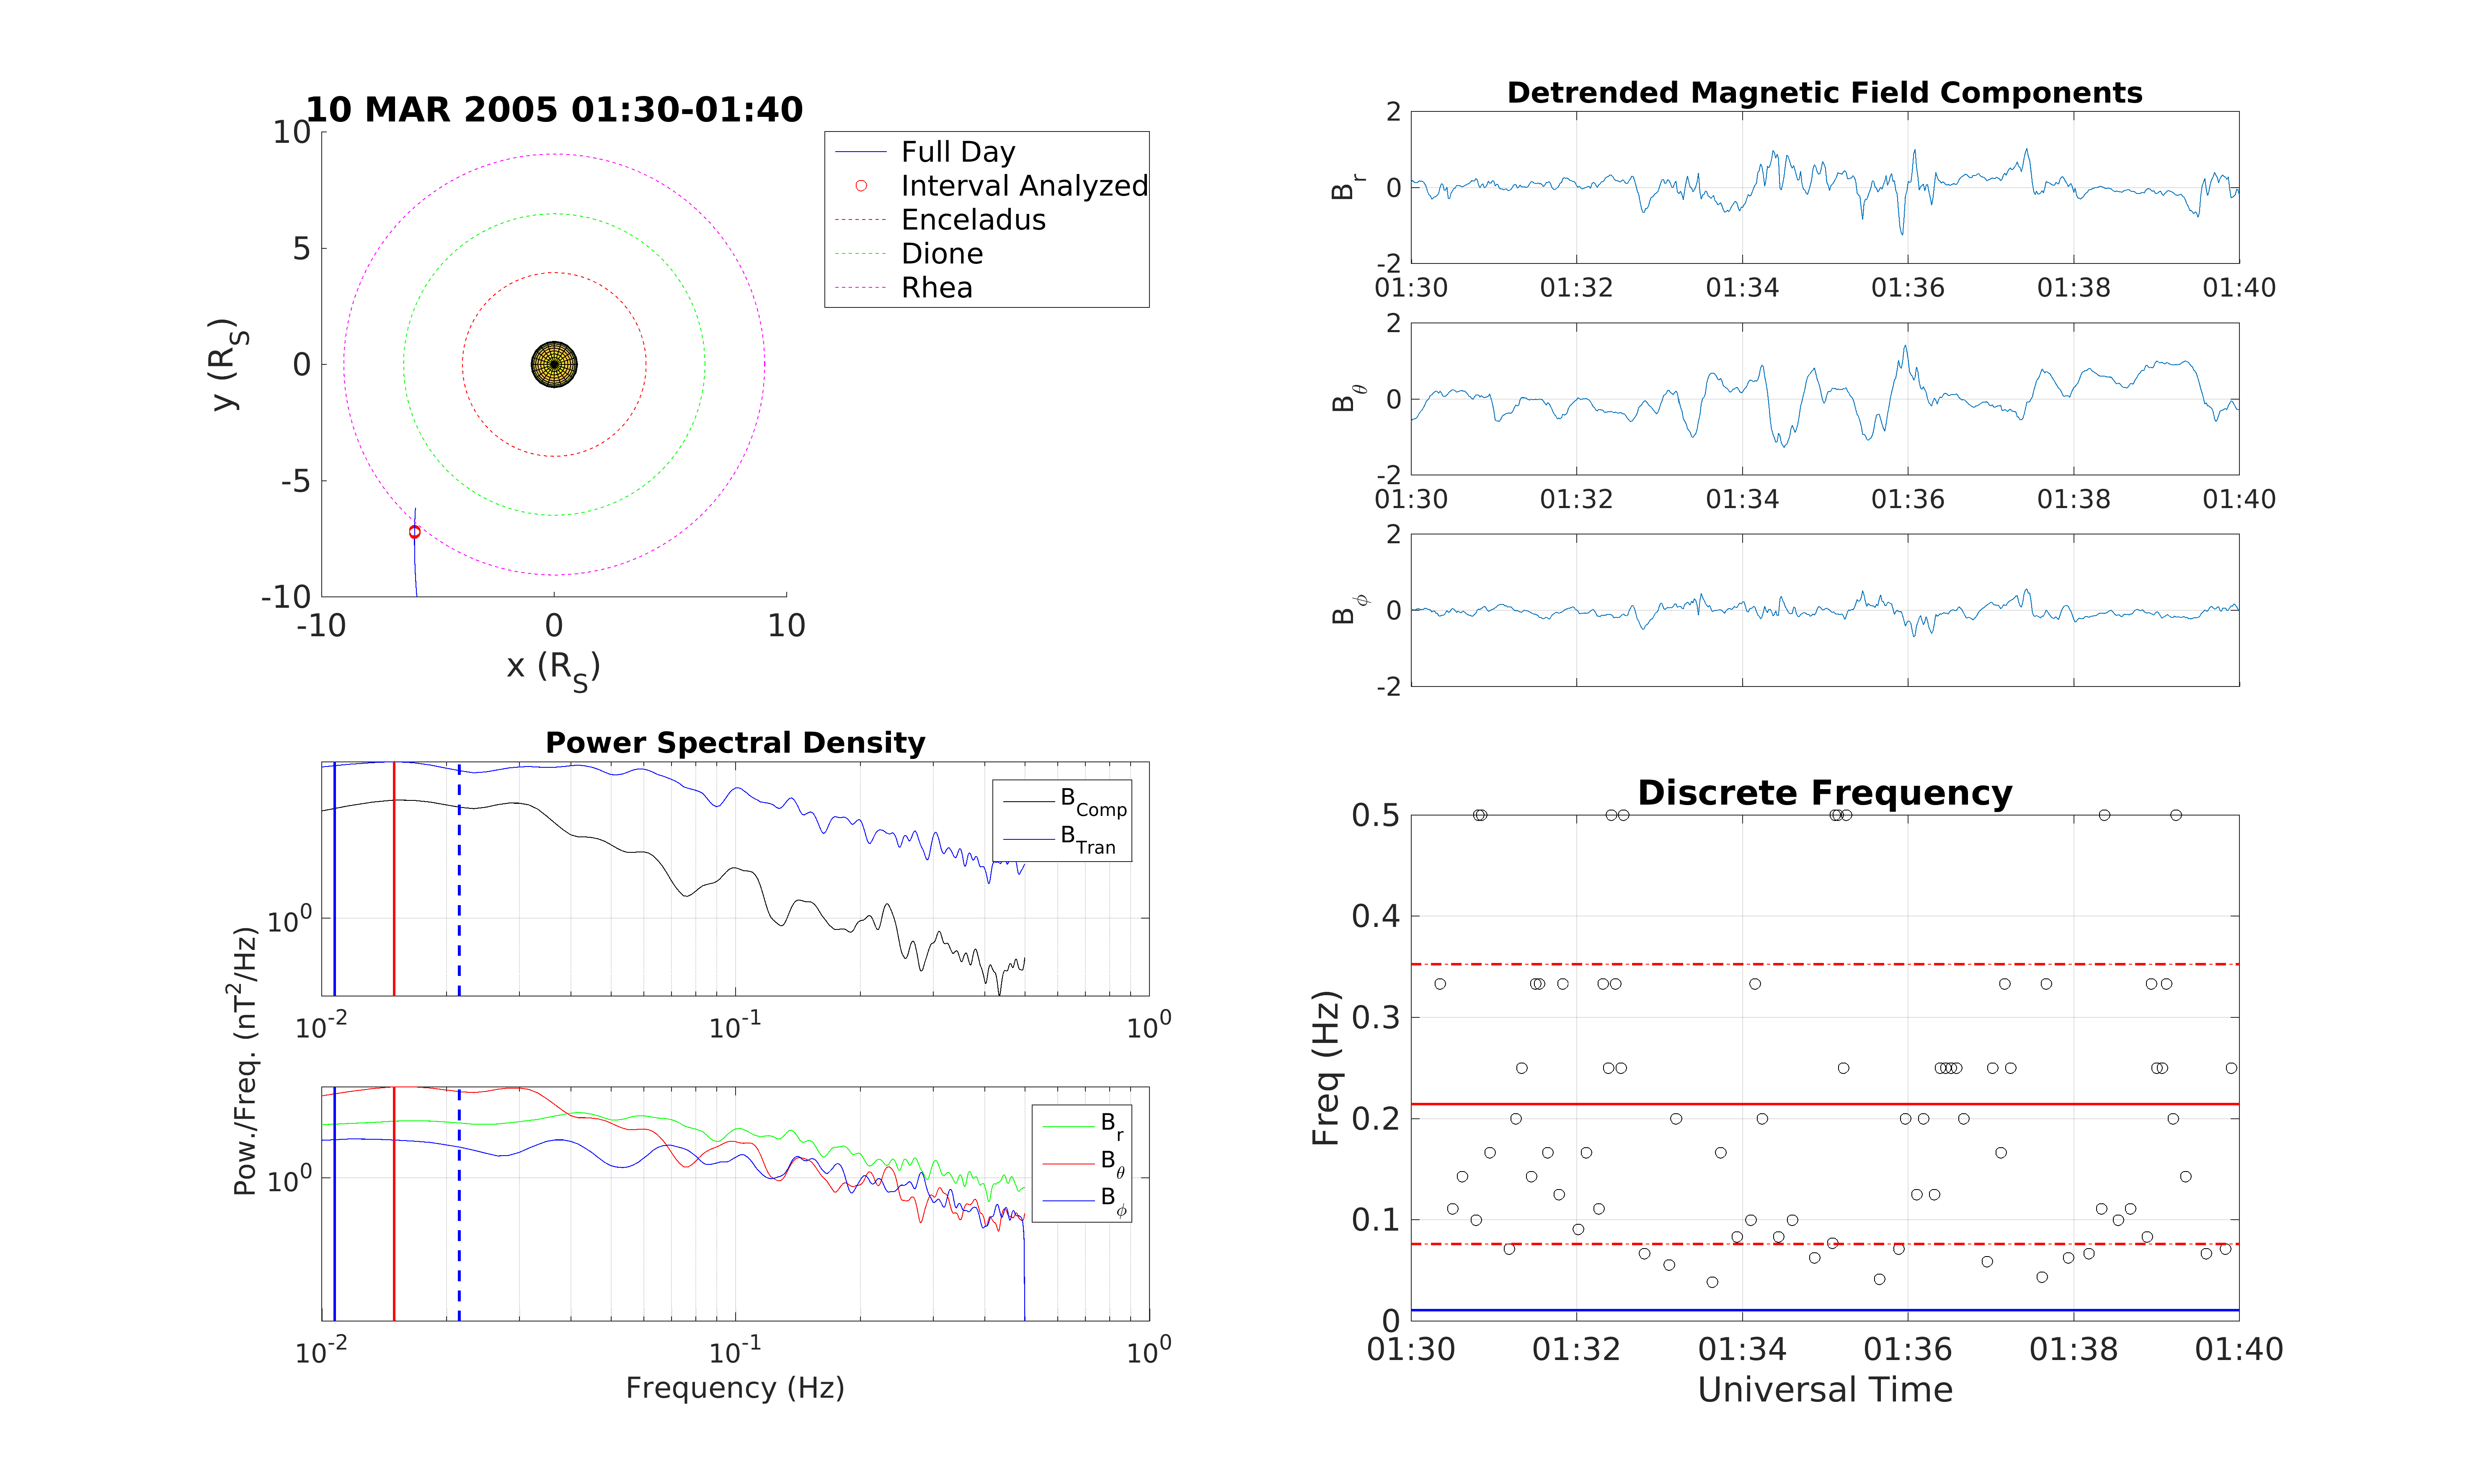 10 MAR 2005 01:30-01:40
10
5
0
-5
-10
-10
0
10
y (R_S)
x (R_S)
Full Day
Interval Analyzed
Enceladus
Dione
Rhea
Detrended Magnetic Field Components
2
0
-2
B_r
01:30 01:32 01:34 01:36 01:38 01:40
2
0
-2
B_θ
01:30 01:32 01:34 01:36 01:38 01:40
2
0
-2
B_ϕ
Power Spectral Density
B_Comp
B_Tran
10^0
10^-2 10^-1 10^0
Pow./Freq. (nT^2/Hz)
B_r
B_θ
B_ϕ
10^0
10^-2 10^-1 10^0
Frequency (Hz)
Discrete Frequency
0.5
0.4
0.3
0.2
0.1
0
Freq (Hz)
01:30 01:32 01:34 01:36 01:38 01:40
Universal Time